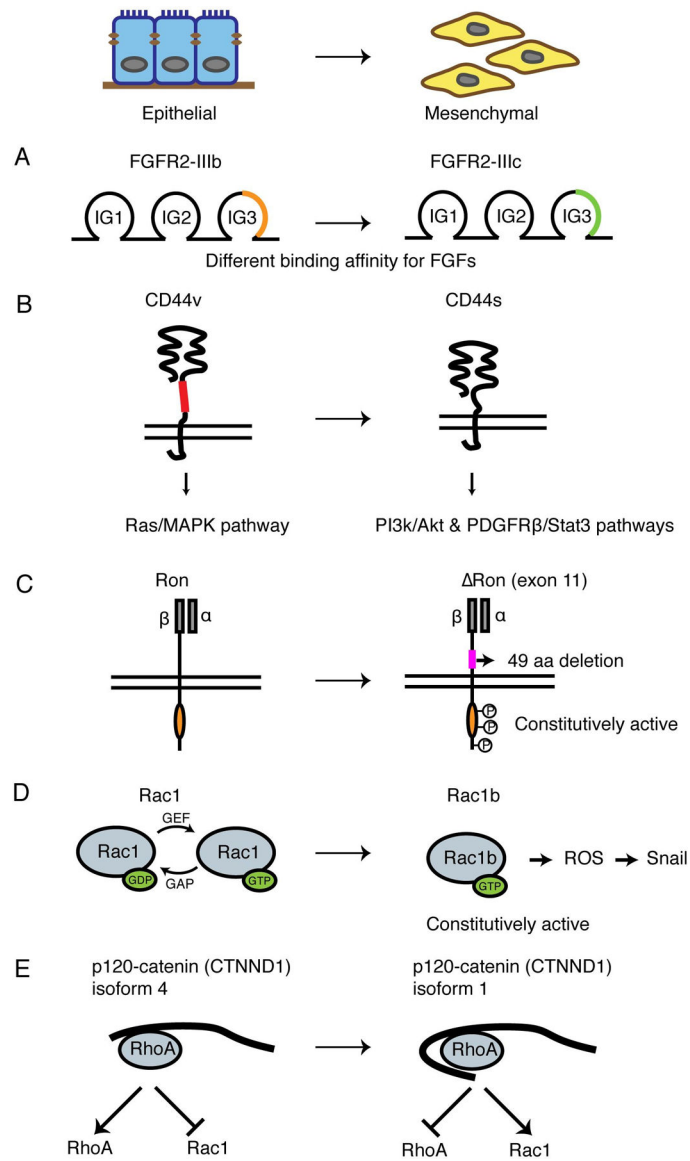 Epithelial
Mesenchymal
A
FGFR2-IIIb
FGFR2-IIIc
IG1 IG2 IG3
IG1 IG2 IG3
Different binding affinity for FGFs
B
CD44v
CD44s
Ras/MAPK pathway
PI3k/Akt & PDGFRβ/Stat3 pathways
C
Ron
ΔRon (exon 11)
β α
β α
49 aa deletion
P
P
P
Constitutively active
D
Rac1
Rac1b
GEF
Rac1
Rac1
GDP
GAP
GTP
Rac1b
GTP
ROS
Snail
Constitutively active
E
p120-catenin (CTNND1)
isoform 4
p120-catenin (CTNND1)
isoform 1
RhoA
RhoA
RhoA
Rac1
RhoA
Rac1